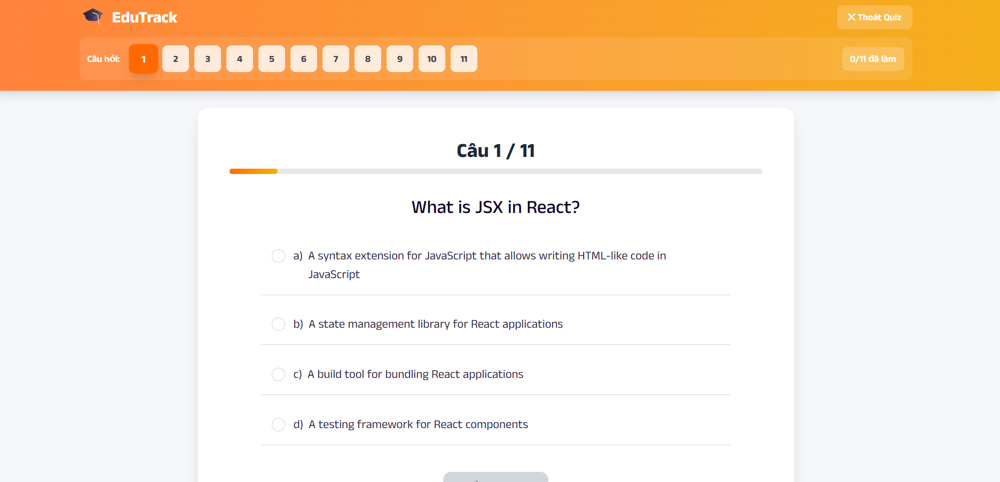 EduTrack
Thoát Quiz
Câu hỏi:
1
2
3
4
5
6
7
8
9
10
11
0/11 đã làm
Câu 1 / 11
What is JSX in React?
a) A syntax extension for JavaScript that allows writing HTML-like code in
JavaScript
b) A state management library for React applications
c) A build tool for bundling React applications
d) A testing framework for React components